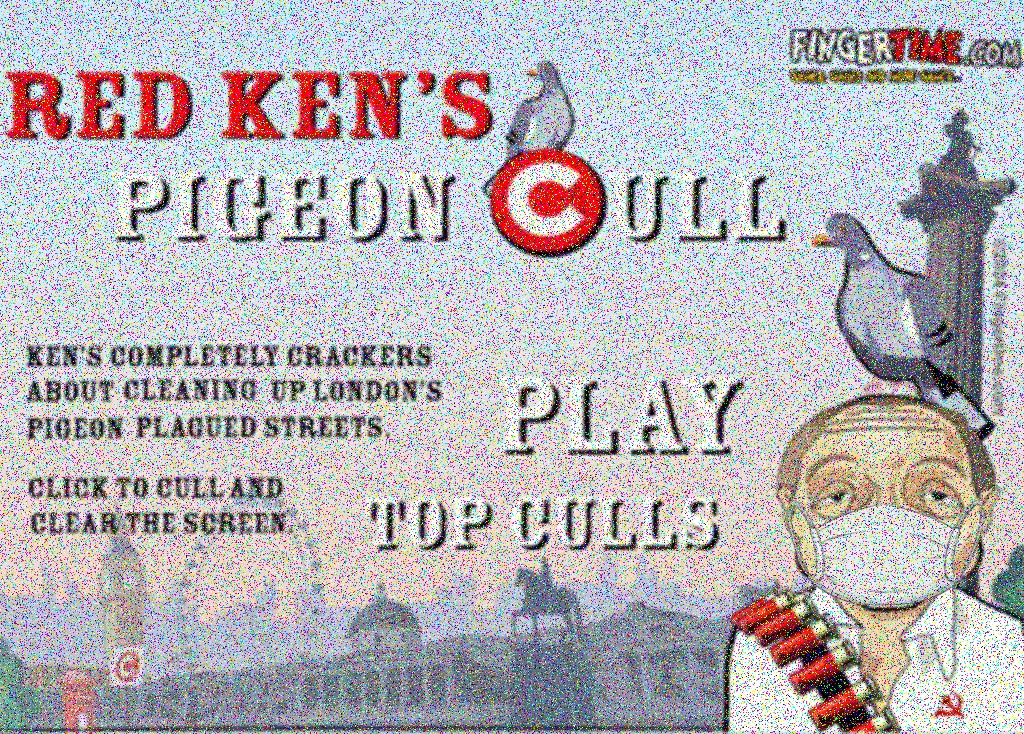 FINGERTIME.COM
RED KEN'S
PIGEON CULL
KEN'S COMPLETELY CRACKERS
ABOUT CLEANING UP LONDON'S
PIGEON PLAGUED STREETS.
CLICK TO CULL AND
CLEAR THE SCREEN.
PLAY
TOP CULLS
C